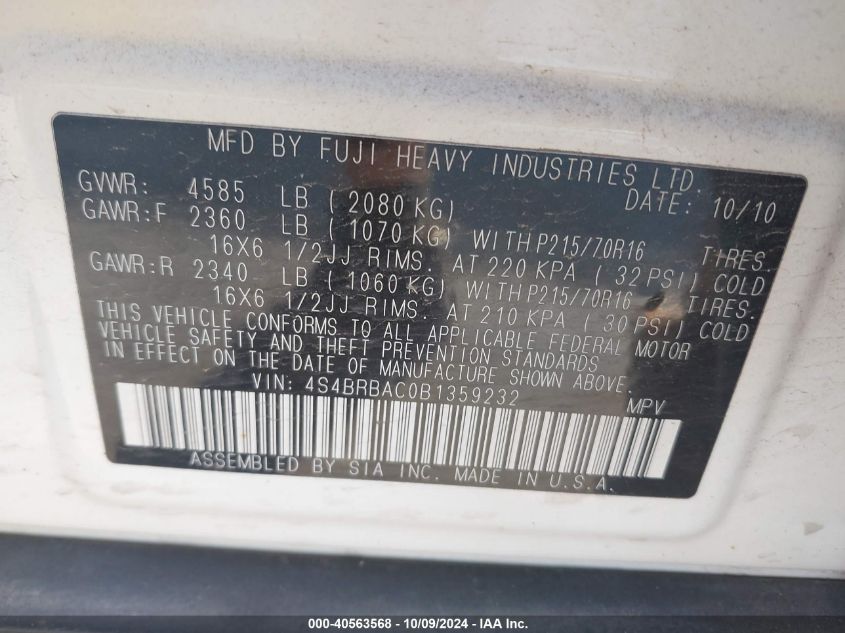 MFD BY FUJI HEAVY INDUSTRIES LTD.
GVWR: 4585 LB ( 2080 KG) DATE: 10/10
GAWR:F 2360 LB ( 1070 KG) WITH P215/70R16 TIRES.
16X6 1/2JJ RIMS. AT 220 KPA ( 32 PSI) COLD
GAWR:R 2340 LB ( 1060 KG) WITH P215/70R16 TIRES.
16X6 1/2JJ RIMS. AT 210 KPA ( 30 PSI) COLD
THIS VEHICLE CONFORMS TO ALL APPLICABLE FEDERAL MOTOR
VEHICLE SAFETY AND THEFT PREVENTION STANDARDS
IN EFFECT ON THE DATE OF MANUFACTURE SHOWN ABOVE.
VIN: 4S4BRBAC0B1359232 MPV
ASSEMBLED BY SIA INC. MADE IN U.S.A.
000-40563568 - 10/09/2024 - IAA Inc.